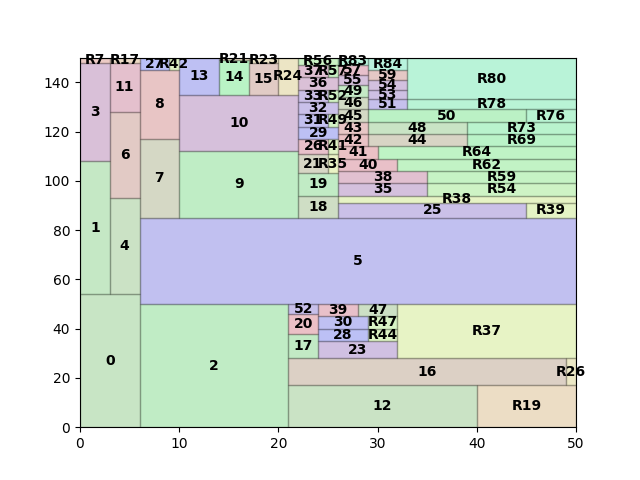 R7 R17 27 R42 R21 R23 R56 R83 R84
13 14 15 R24 37 R57 57 59 R80
3 11 8 36 55 54
33 R52 49 53
32 46 51 R78
10 31 R49 45 50 R76
6 29 43 48 R73
26 R41 42 44 R69
7 21 R35 41 R64
40 R62
9 19 38 R59
35 R54
18 R38
1 4 25 R39
5
52 39 47
0 2 20 30 R47 R37
17 28 R44
23
16 R26
12 R19
0 20 40 60 80 100 120 140
0 10 20 30 40 50